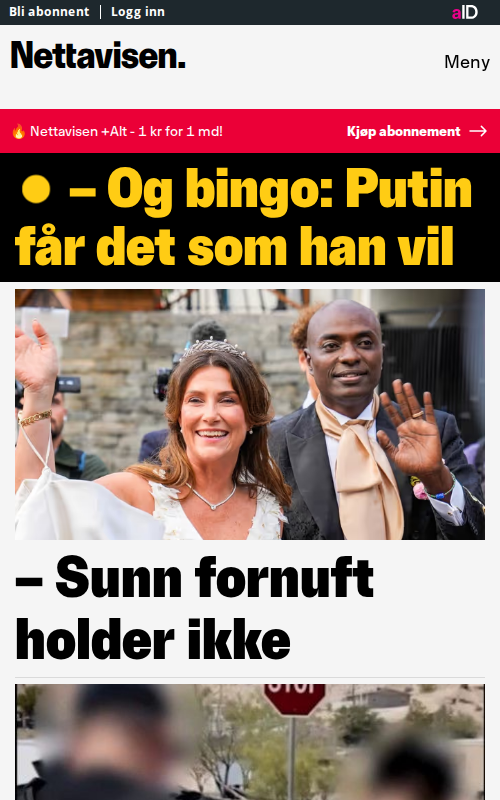 Bli abonnent | Logg inn
aID
Nettavisen.
Meny
🔥 Nettavisen +Alt - 1 kr for 1 md!
Kjøp abonnement →
– Og bingo: Putin
får det som han vil
– Sunn fornuft
holder ikke
STOP